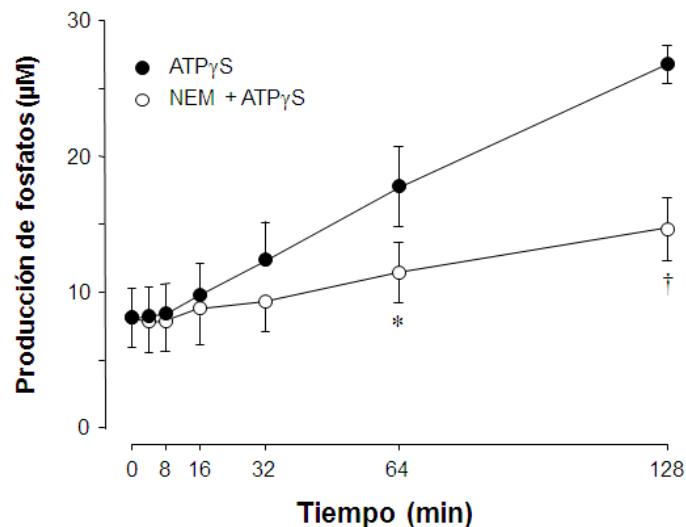 Producción de fosfatos (µM)
30
20
10
0
ATPγS
NEM + ATPγS
*
†
0 8 16 32 64 128
Tiempo (min)